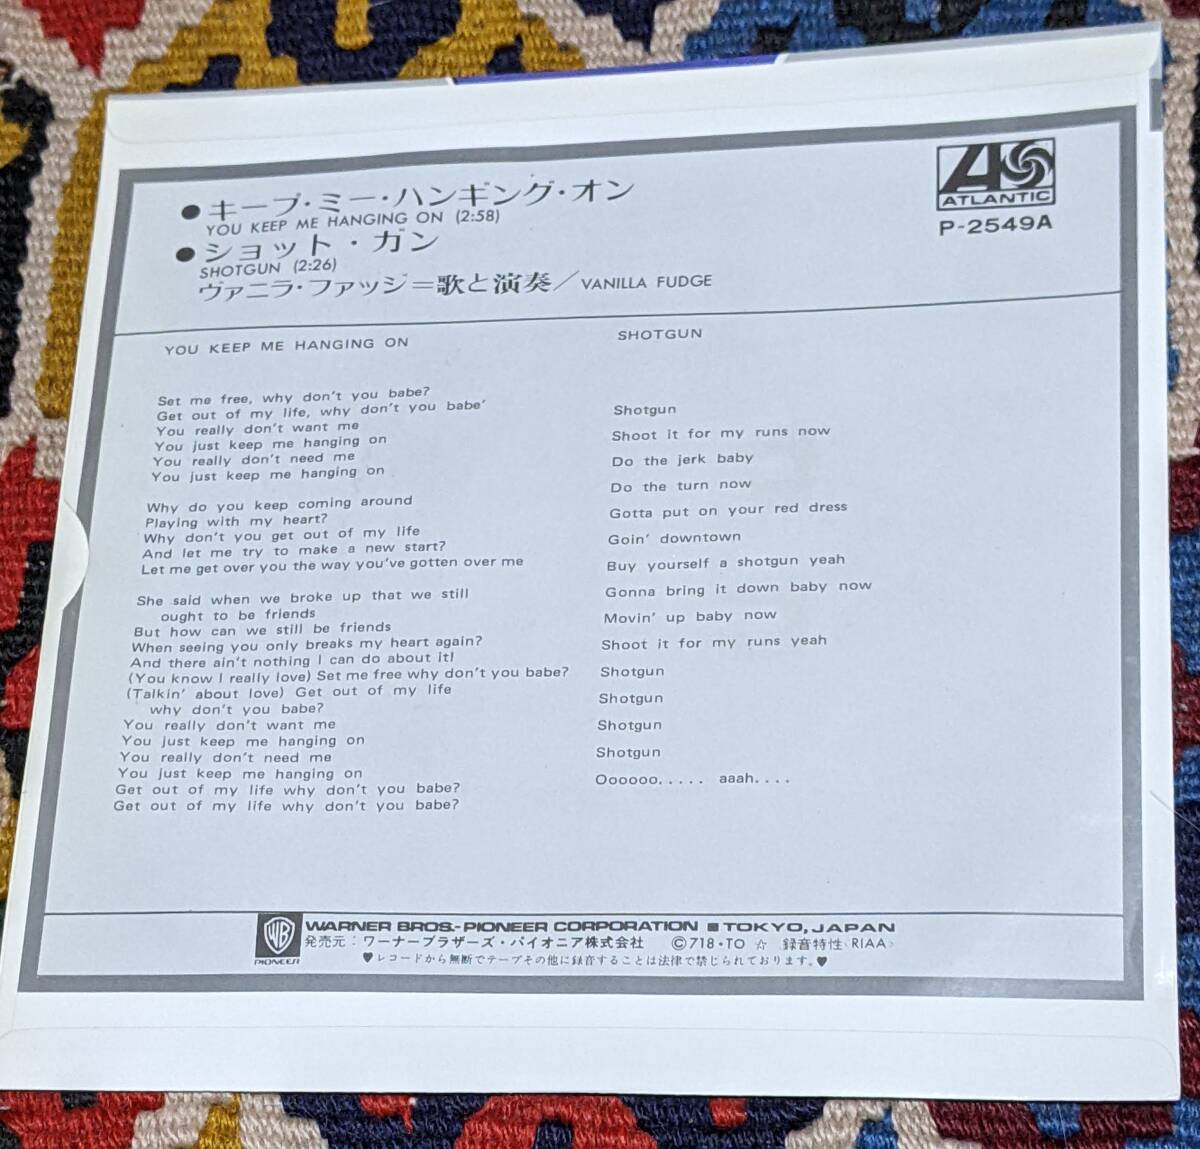 ● キープ・ミー・ハンギング・オン
YOU KEEP ME HANGING ON (2:58)
● ショット・ガン
SHOTGUN (2:26)
ヴァニラ・ファッジ＝歌と演奏／VANILLA FUDGE
ATLANTIC
P-2549A
YOU KEEP ME HANGING ON
Set me free, why don't you babe?
Get out of my life, why don't you babe'
You really don't want me
You just keep me hanging on
You really don't need me
You just keep me hanging on
Why do you keep coming around
Playing with my heart?
Why don't you get out of my life
And let me try to make a new start?
Let me get over you the way you've gotten over me
She said when we broke up that we still
ought to be friends
But how can we still be friends
When seeing you only breaks my heart again?
And there ain't nothing I can do about it!
(You know I really love) Set me free why don't you babe?
(Talkin' about love) Get out of my life
why don't you babe?
You really don't want me
You just keep me hanging on
You really don't need me
You just keep me hanging on
Get out of my life why don't you babe?
Get out of my life why don't you babe?
SHOTGUN
Shotgun
Shoot it for my runs now
Do the jerk baby
Do the turn now
Gotta put on your red dress
Goin' downtown
Buy yourself a shotgun yeah
Gonna bring it down baby now
Movin' up baby now
Shoot it for my runs yeah
Shotgun
Shotgun
Shotgun
Shotgun
Oooooo..... aaah....
WB
PIONEER
WARNER BROS.-PIONEER CORPORATION ■ TOKYO, JAPAN
発売元：ワーナーブラザーズ・パイオニア株式会社 ©718・TO ☆ 録音特性〈RIAA〉
♥レコードから無断でテープその他に録音することは法律で禁じられております。♥